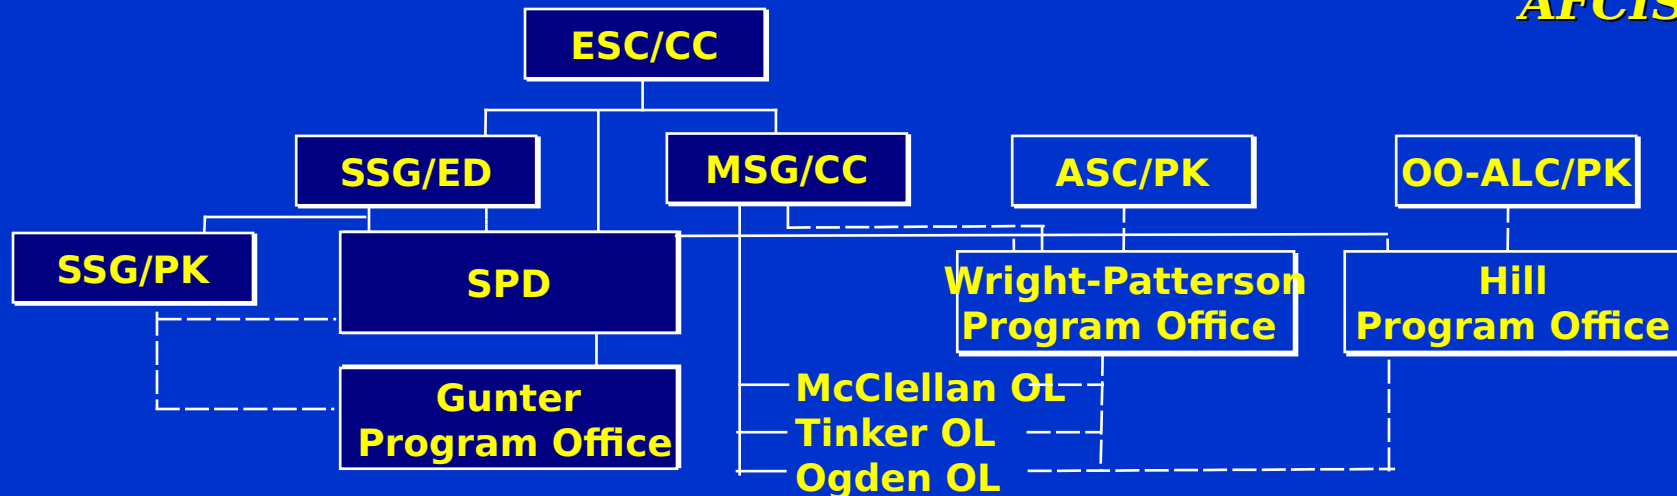 AFCIS
ESC/CC
SSG/ED
MSG/CC
ASC/PK
OO-ALC/PK
SSG/PK
SPD
Wright-Patterson
Program Office
Hill
Program Office
Gunter
Program Office
McClellan OL
Tinker OL
Ogden OL